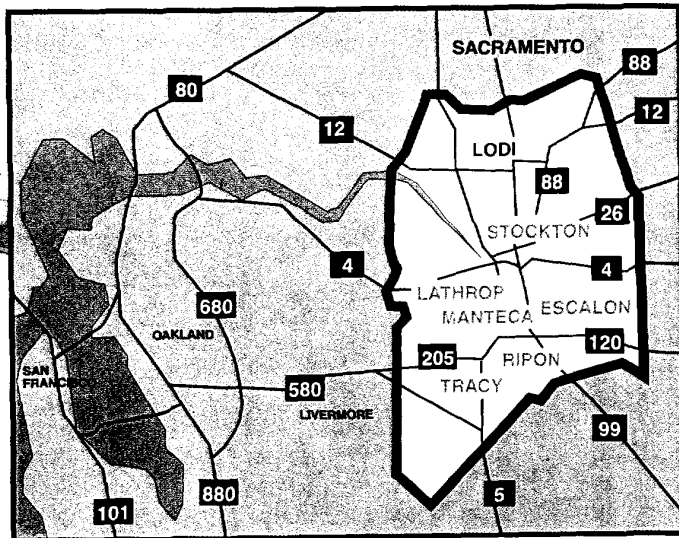 SACRAMENTO
88
80
12
12
LODI
88
26
STOCKTON
4
4
LATHROP
ESCALON
680
MANTECA
OAKLAND
120
205
RIPON
SAN
FRANCISCO
580
TRACY
LIVERMORE
99
5
101
880